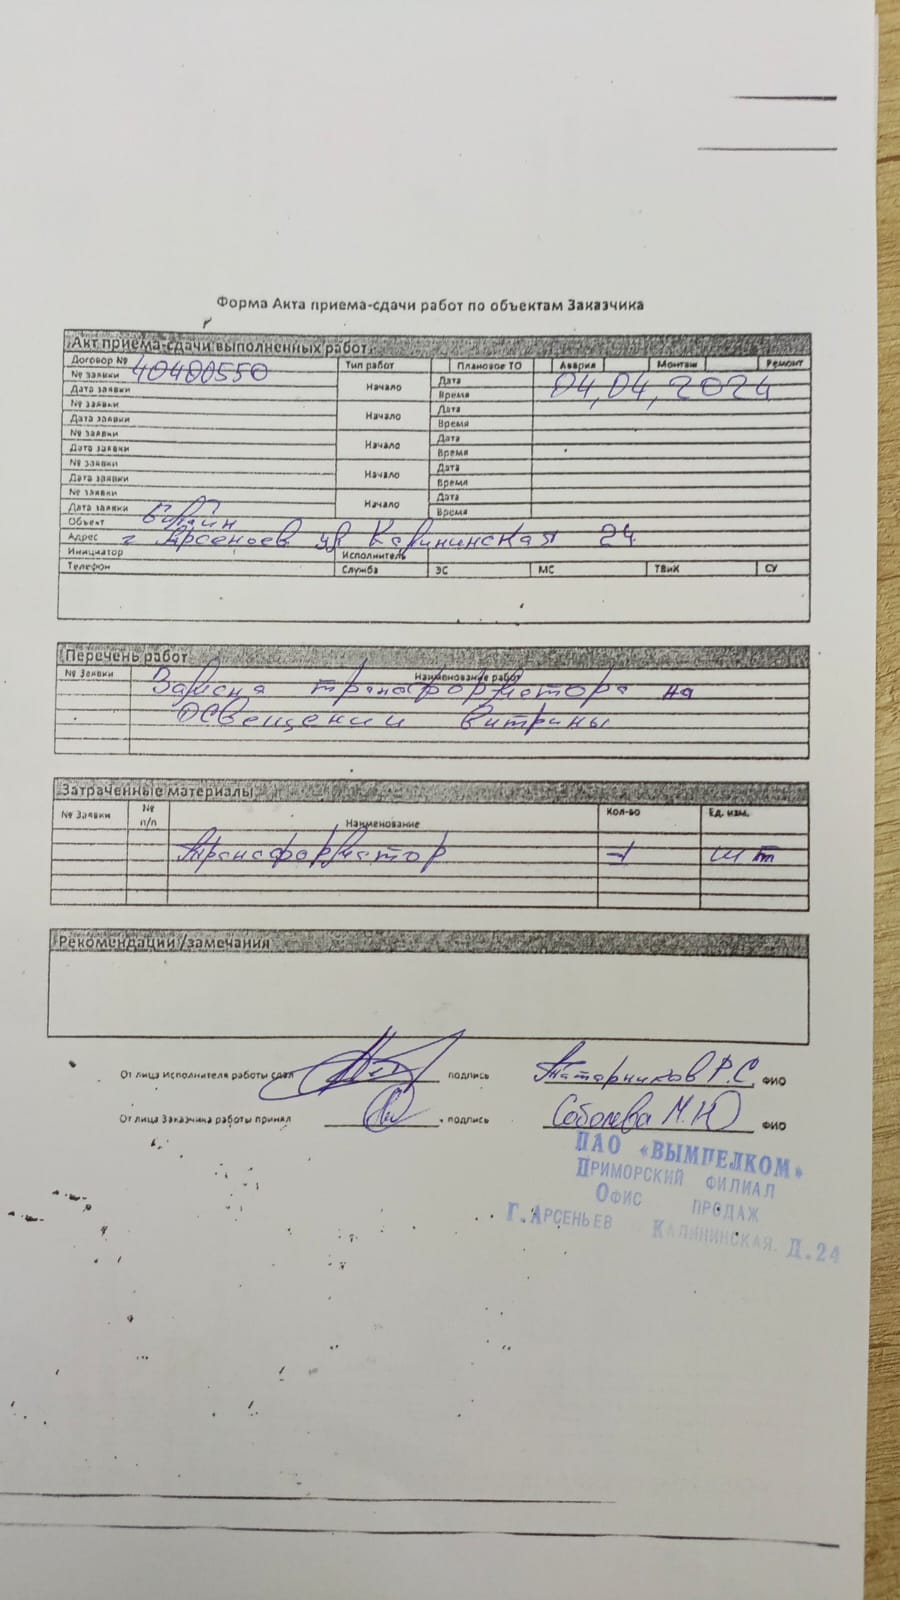 Форма Акта приема-сдачи работ по объектам Заказчика
Акт приема-сдачи выполненных работ
Договор № Тип работ Плановое ТО Авария Монтаж Ремонт
№ заявки 40400550 Начало Дата 04,04,2024
Дата заявки Время
№ заявки Начало Дата
Дата заявки Время
№ заявки Начало Дата
Дата заявки Время
№ заявки Начало Дата
Дата заявки Время
№ заявки Начало Дата
Дата заявки Время
Объект Билайн
Адрес г Арсеньев ул Калининская 24
Инициатор Исполнитель
Телефон Служба ЭС МС ТВиК СУ
Перечень работ
№ Заявки Наименование работ
Замена трансформатора на
освещении витрины
Затраченные материалы
№ Заявки № п/п Наименование Кол-во Ед. изм.
Трансформатор 1 шт
Рекомендации/замечания
От лица Исполнителя работы сдал подпись Татарников Р.С. ФИО
От лица Заказчика работы принял подпись Соболева М.Ю ФИО
ПАО «ВЫМПЕЛКОМ»
ПРИМОРСКИЙ ФИЛИАЛ
ОФИС ПРОДАЖ
Г.АРСЕНЬЕВ КАЛИНИНСКАЯ. Д.24